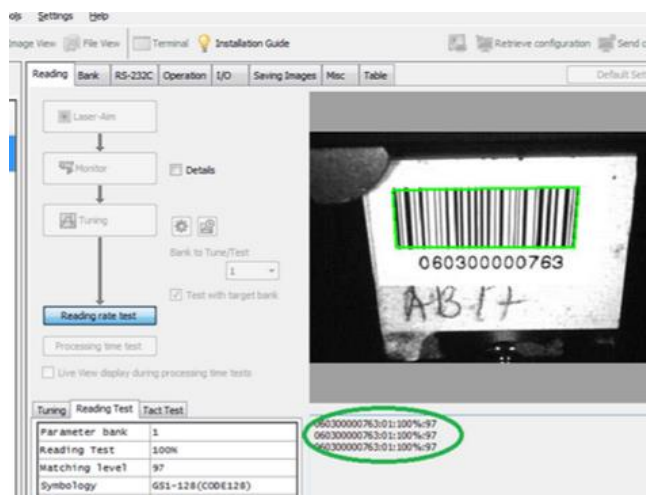 Settings Help
Image View File View Terminal Installation Guide Retrieve configuration
Reading Bank RS-232C Operation I/O Saving Images Misc Table Default
Laser-Aim
Monitor
Details
Tuning
Bank to Tune/Test
1
Test with target bank
Reading rate test
Processing time test
Live View display during processing time tests
060300000763
Tuning Reading Test Tact Test
Parameter bank 1
Reading Test 100%
Matching level 97
Symbology GS1-128(CODE128)
060300000763:01:100%:97
060300000763:01:100%:97
060300000763:01:100%:97